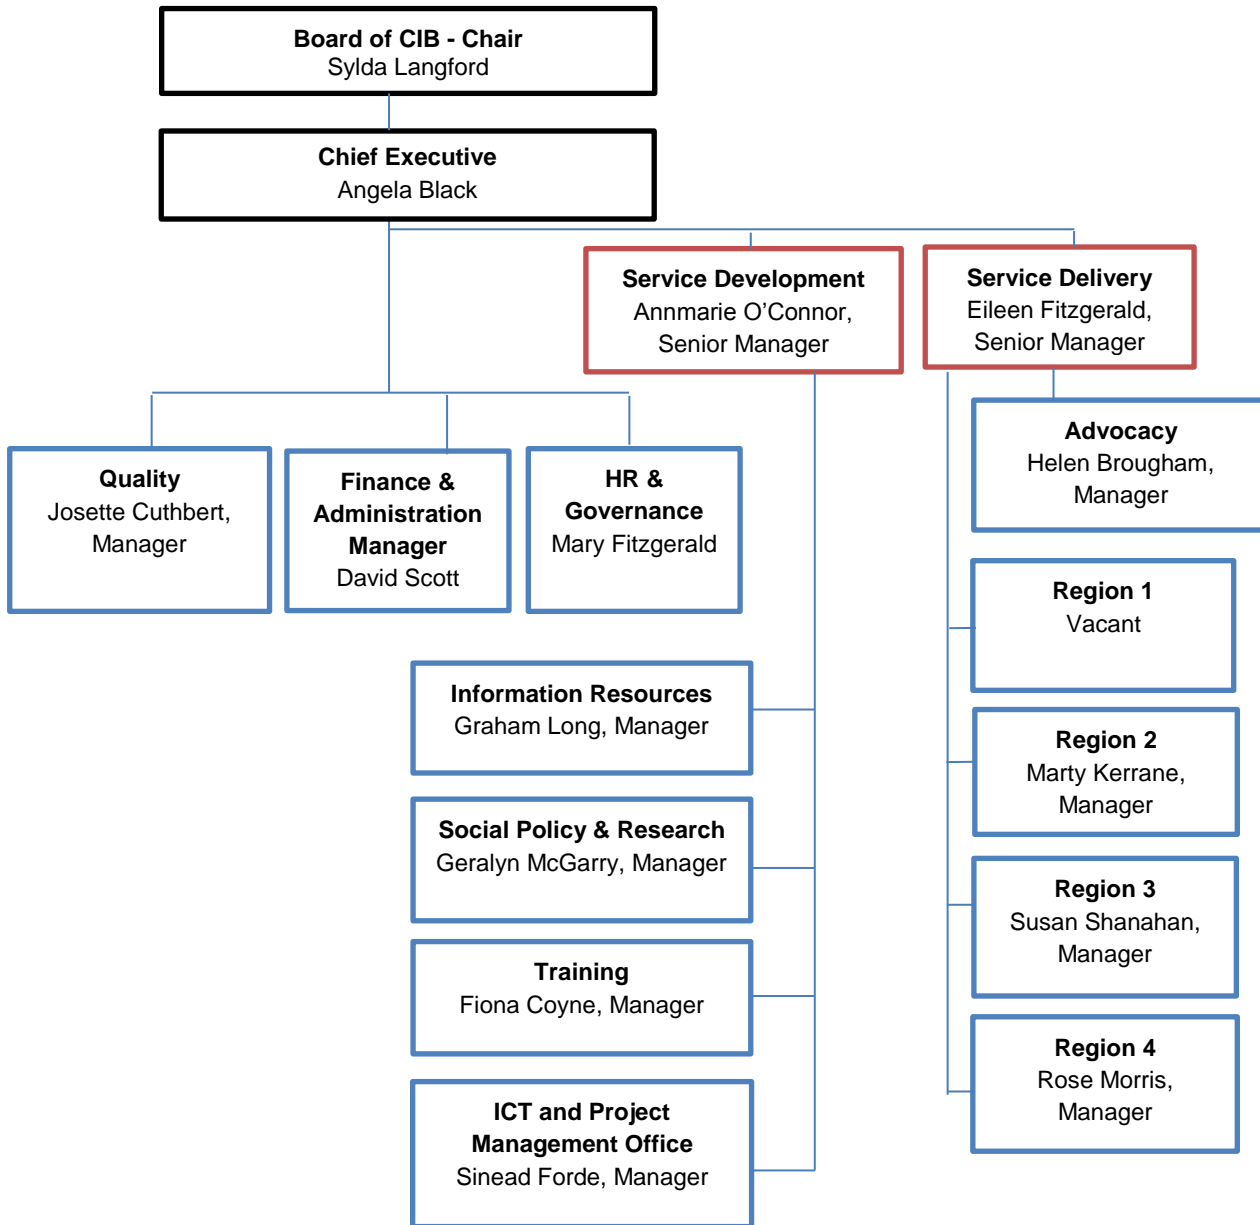 Board of CIB - Chair
Sylda Langford
Chief Executive
Angela Black
Service Development
Annmarie O’Connor,
Senior Manager
Service Delivery
Eileen Fitzgerald,
Senior Manager
Quality
Josette Cuthbert,
Manager
Finance &
Administration
Manager
David Scott
HR &
Governance
Mary Fitzgerald
Advocacy
Helen Brougham,
Manager
Information Resources
Graham Long, Manager
Social Policy & Research
Geralyn McGarry, Manager
Training
Fiona Coyne, Manager
ICT and Project
Management Office
Sinead Forde, Manager
Region 1
Vacant
Region 2
Marty Kerrane,
Manager
Region 3
Susan Shanahan,
Manager
Region 4
Rose Morris,
Manager